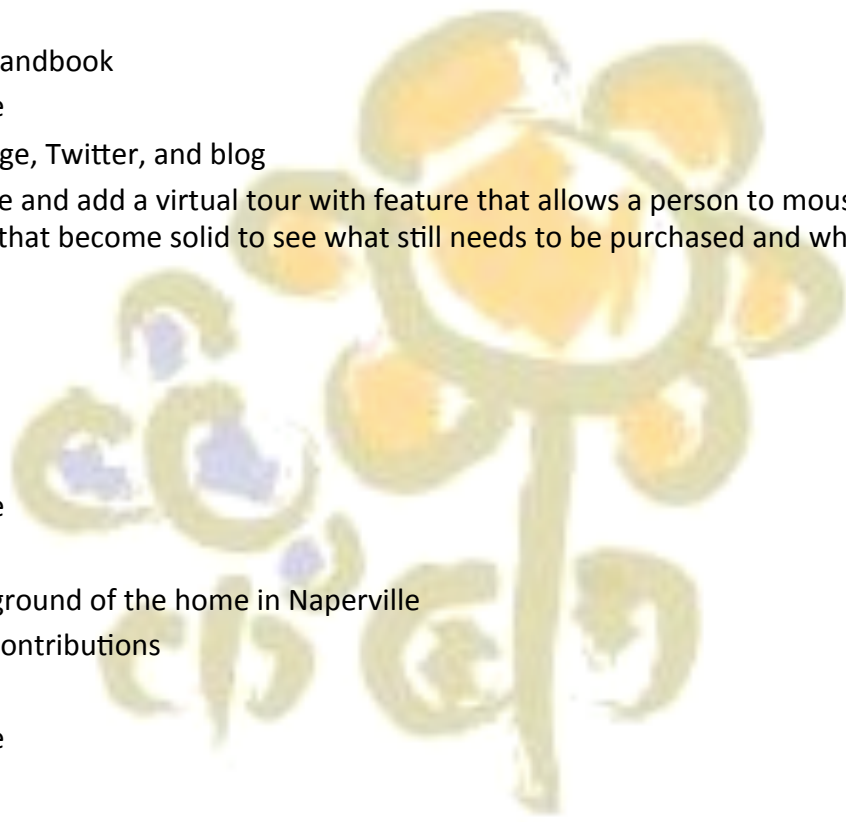 andbook
e
ge, Twitter, and blog
e and add a virtual tour with feature that allows a person to mous
that become solid to see what still needs to be purchased and wh
e
ground of the home in Naperville
ontributions
e